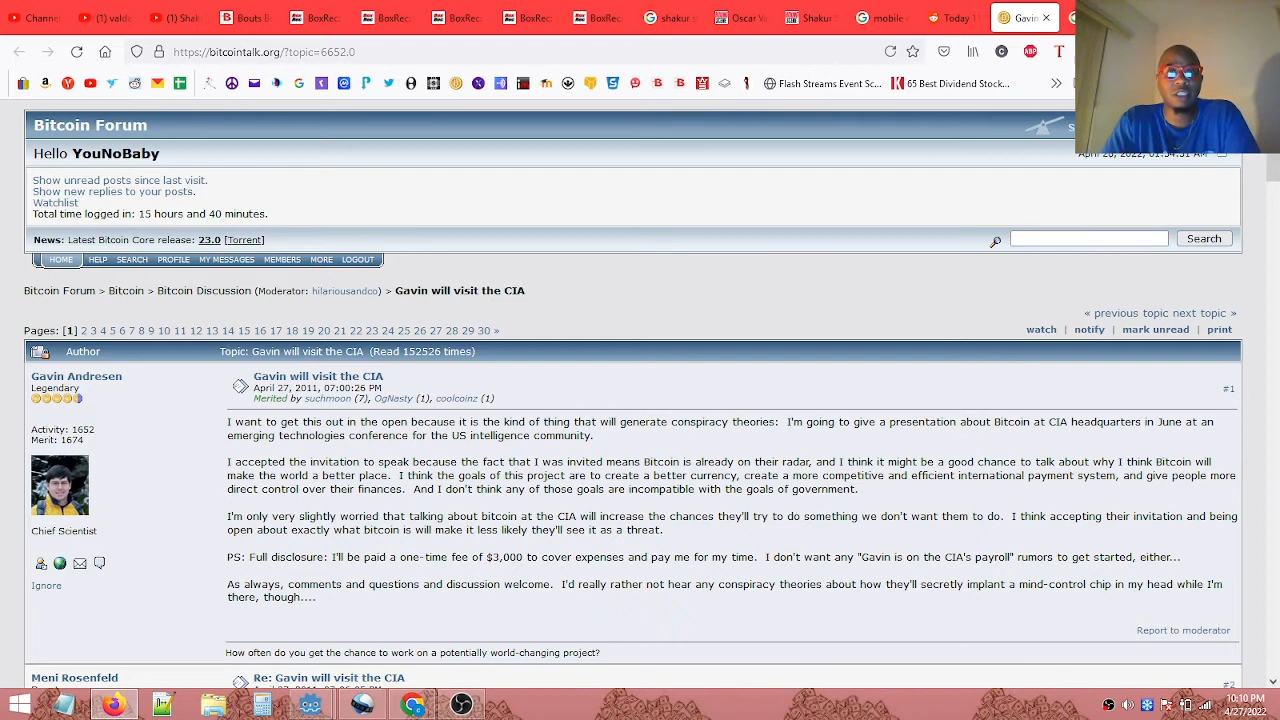 Channe
(1) vald
(1) Shak
Bouts B
BoxRec:
BoxRec:
BoxRec:
BoxRec:
BoxRec:
shakur s
Oscar Va
Shakur
mobile
Today
Gavin
https://bitcointalk.org/?topic=6652.0
Flash Streams Event Sc...
65 Best Dividend Stock...
Bitcoin Forum
Hello YouNoBaby
Show unread posts since last visit.
Show new replies to your posts.
Watchlist
Total time logged in: 15 hours and 40 minutes.
News: Latest Bitcoin Core release: 23.0 [Torrent]
Search
HOME HELP SEARCH PROFILE MY MESSAGES MEMBERS MORE LOGOUT
Bitcoin Forum > Bitcoin > Bitcoin Discussion (Moderator: hilariousandco) > Gavin will visit the CIA
« previous topic next topic »
Pages: [1] 2 3 4 5 6 7 8 9 10 11 12 13 14 15 16 17 18 19 20 21 22 23 24 25 26 27 28 29 30 »
watch | notify | mark unread | print
Author
Topic: Gavin will visit the CIA (Read 152526 times)
Gavin Andresen
Legendary
Activity: 1652
Merit: 1674
Chief Scientist
Ignore
Gavin will visit the CIA
April 27, 2011, 07:00:26 PM
Merited by suchmoon (7), OgNasty (1), coolcoinz (1)
#1
I want to get this out in the open because it is the kind of thing that will generate conspiracy theories: I'm going to give a presentation about Bitcoin at CIA headquarters in June at an
emerging technologies conference for the US intelligence community.
I accepted the invitation to speak because the fact that I was invited means Bitcoin is already on their radar, and I think it might be a good chance to talk about why I think Bitcoin will
make the world a better place. I think the goals of this project are to create a better currency, create a more competitive and efficient international payment system, and give people more
direct control over their finances. And I don't think any of those goals are incompatible with the goals of government.
I'm only very slightly worried that talking about bitcoin at the CIA will increase the chances they'll try to do something we don't want them to do. I think accepting their invitation and being
open about exactly what bitcoin is will make it less likely they'll see it as a threat.
PS: Full disclosure: I'll be paid a one-time fee of $3,000 to cover expenses and pay me for my time. I don't want any "Gavin is on the CIA's payroll" rumors to get started, either...
As always, comments and questions and discussion welcome. I'd really rather not hear any conspiracy theories about how they'll secretly implant a mind-control chip in my head while I'm
there, though....
Report to moderator
How often do you get the chance to work on a potentially world-changing project?
Meni Rosenfeld
Re: Gavin will visit the CIA
#2
10:10 PM
4/27/2022